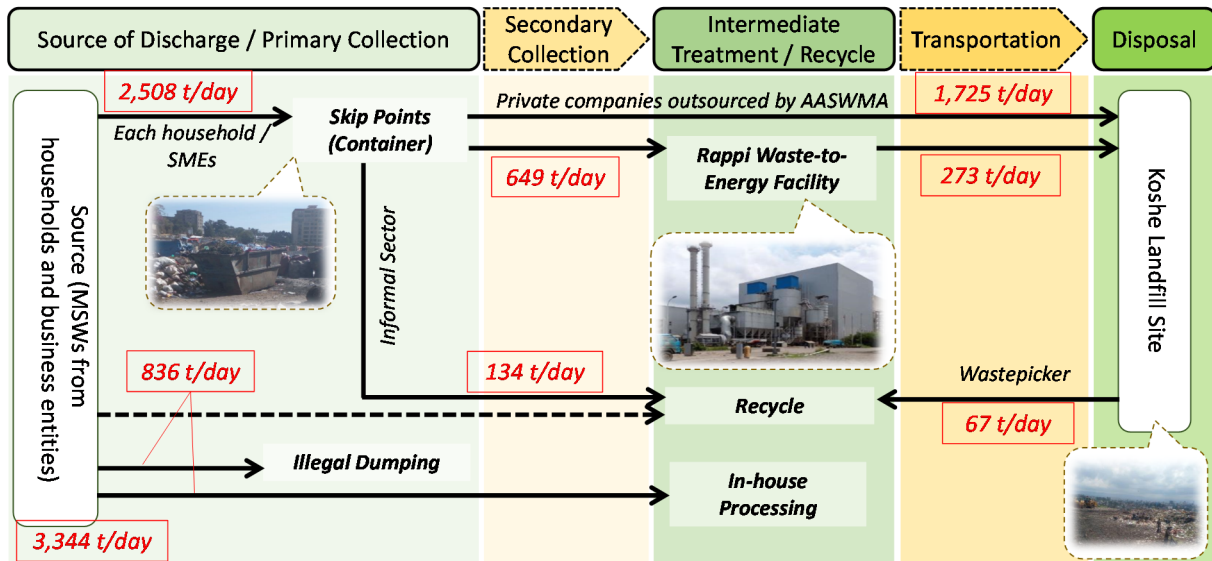 Source of Discharge / Primary Collection
Secondary
Collection
Intermediate
Treatment / Recycle
Transportation
Disposal
2,508 t/day
Each household /
SMEs
Skip Points
(Container)
Private companies outsourced by AASWMA
1,725 t/day
649 t/day
Rappi Waste-to-
Energy Facility
273 t/day
Source (MSWs from
households and business entities)
Informal Sector
Koshe Landfill Site
836 t/day
134 t/day
Recycle
Wastepicker
67 t/day
Illegal Dumping
In-house
Processing
3,344 t/day